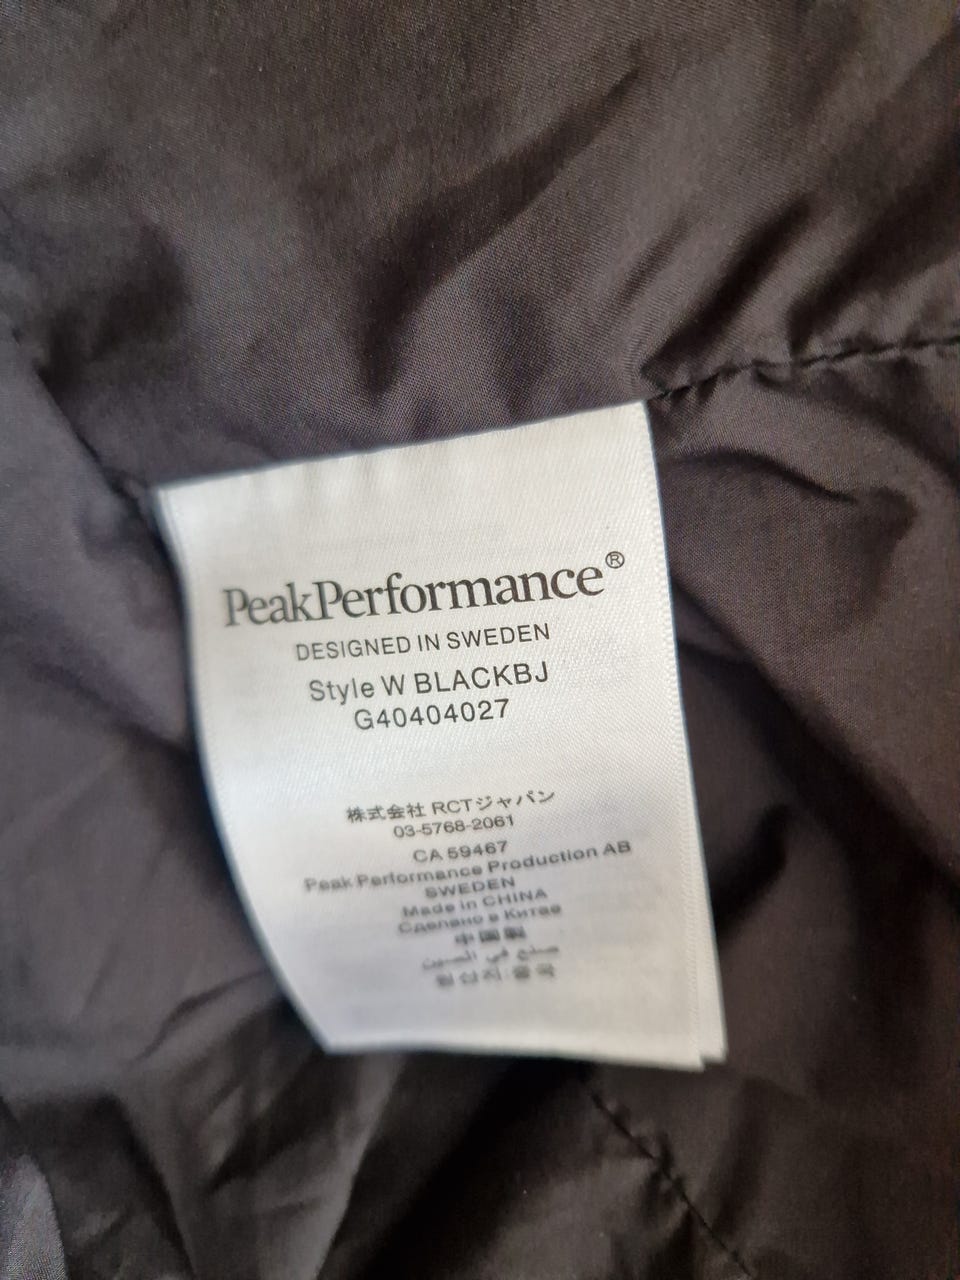 PeakPerformance®
DESIGNED IN SWEDEN
Style W BLACKBJ
G40404027
株式会社 RCTジャパン
03-5768-2061
CA 59467
Peak Performance Production AB
SWEDEN
Made in CHINA
Сделано в Китае
中国製
صنع في الصين
원산지:중국